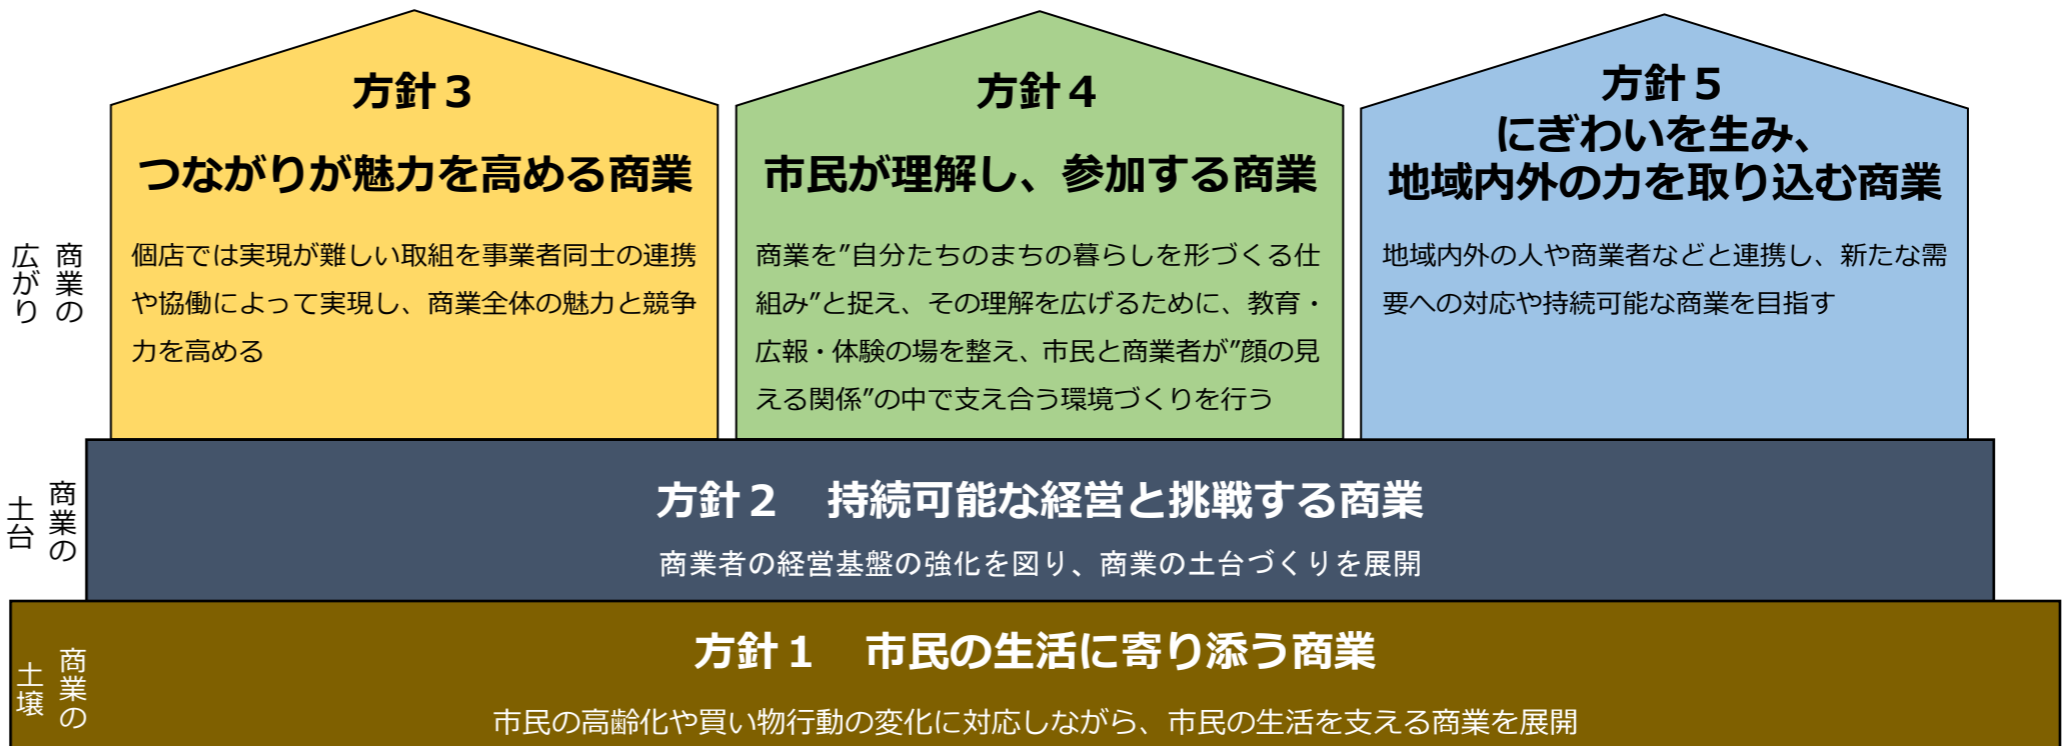 方針３
つながりが魅力を高める商業
個店では実現が難しい取組を事業者同士の連携
や協働によって実現し、商業全体の魅力と競争
力を高める
方針４
市民が理解し、参加する商業
商業を”自分たちのまちの暮らしを形づくる仕
組み”と捉え、その理解を広げるために、教育・
広報・体験の場を整え、市民と商業者が”顔の見
える関係”の中で支え合う環境づくりを行う
方針５
にぎわいを生み、
地域内外の力を取り込む商業
地域内外の人や商業者などと連携し、新たな需
要への対応や持続可能な商業を目指す
商業の
広がり
方針２　持続可能な経営と挑戦する商業
商業者の経営基盤の強化を図り、商業の土台づくりを展開
商業の
土台
方針１　市民の生活に寄り添う商業
市民の高齢化や買い物行動の変化に対応しながら、市民の生活を支える商業を展開
商業の
土壌